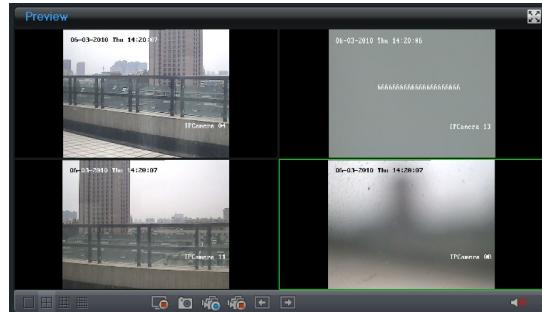 Preview
06-03-2010 Thu 14:20:07
IPCamera 04
06-03-2010 Thu 14:20:06
IPCamera 13
06-03-2010 Thu 14:20:07
IPCamera 11
06-03-2010 Thu 14:20:07
IPCamera 08